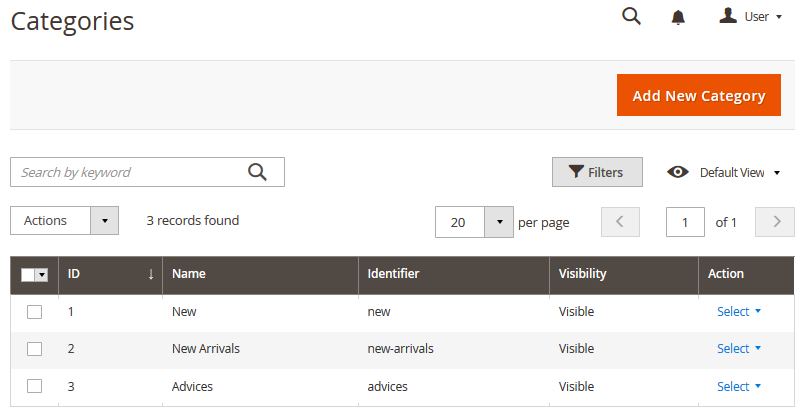 Categories
User
Add New Category
Search by keyword
Filters
Default View
Actions
3 records found
20
per page
1
of 1
ID ↓ Name Identifier Visibility Action
1 New new Visible Select
2 New Arrivals new-arrivals Visible Select
3 Advices advices Visible Select